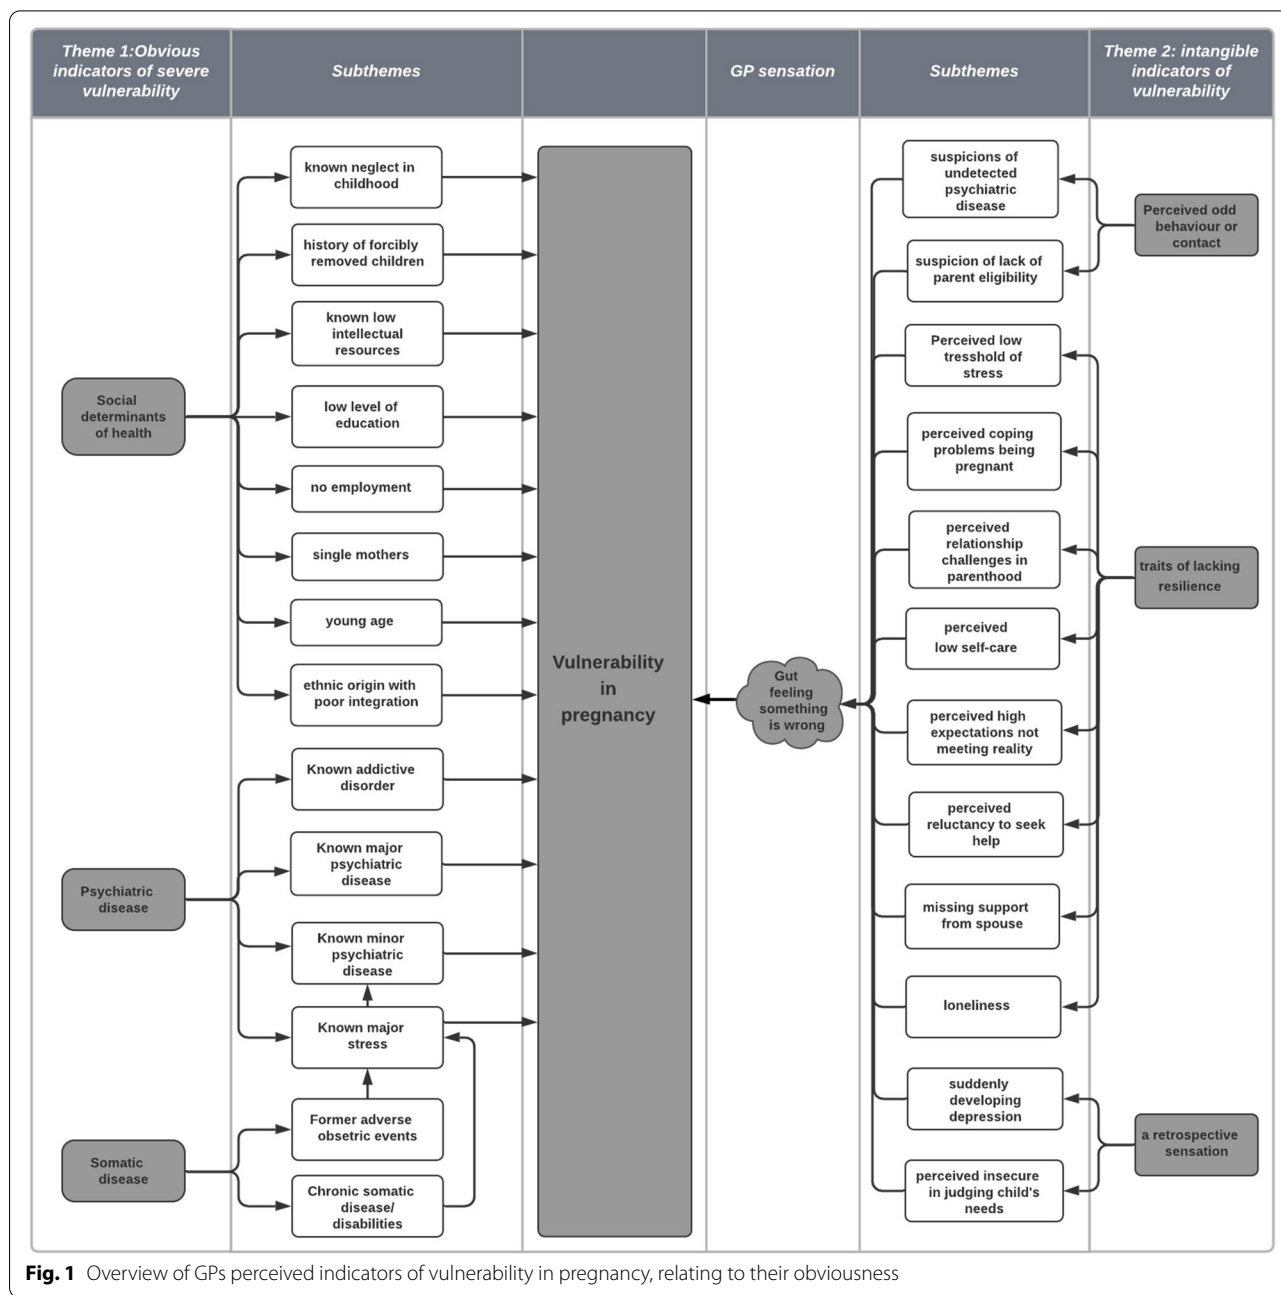 Theme 1:Obvious
indicators of severe
vulnerability
Subthemes
GP sensation
Subthemes
Theme 2: intangible
indicators of
vulnerability
Social
determinants
of health
Psychiatric
disease
Somatic
disease
known neglect in
childhood
history of forcibly
removed children
known low
intellectual
resources
low level of
education
no employment
single mothers
young age
ethnic origin with
poor integration
Known addictive
disorder
Known major
psychiatric
disease
Known minor
psychiatric
disease
Known major
stress
Former adverse
obsetric events
Chronic somatic
disease/
disabilities
Vulnerability
in
pregnancy
Gut
feeling
something
is wrong
suspicions of
undetected
psychiatric
disease
suspicion of lack of
parent eligibility
Perceived low
tresshold of
stress
perceived coping
problems being
pregnant
perceived
relationship
challenges in
parenthood
perceived
low self-care
perceived high
expectations not
meeting reality
perceived
reluctancy to seek
help
missing support
from spouse
loneliness
suddenly
developing
depression
perceived insecure
in judging child's
needs
Perceived odd
behaviour or
contact
traits of lacking
resilience
a retrospective
sensation
Fig. 1 Overview of GPs perceived indicators of vulnerability in pregnancy, relating to their obviousness